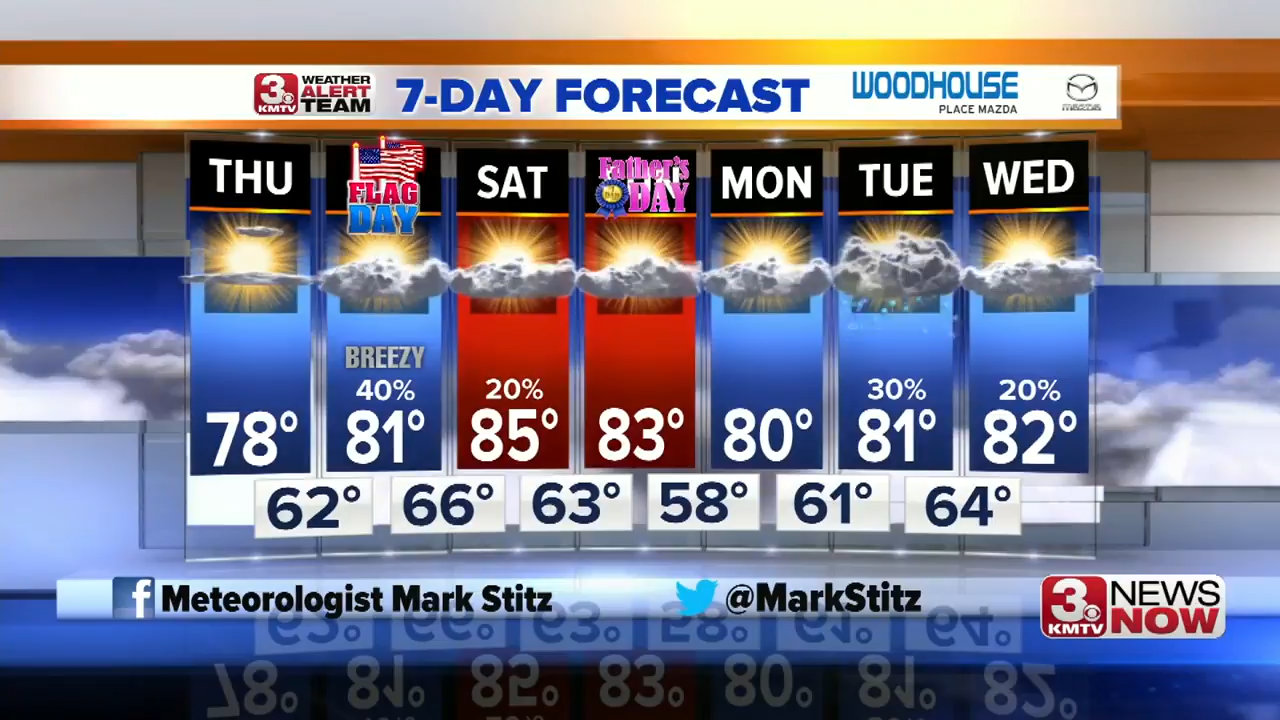 3 KMTV WEATHER ALERT TEAM 7-DAY FORECAST WOODHOUSE PLACE MAZDA mazda
THU FLAG DAY SAT Father's DAY MON TUE WED
BREEZY
40% 20% 30% 20%
78° 81° 85° 83° 80° 81° 82°
62° 66° 63° 58° 61° 64°
f Meteorologist Mark Stitz @MarkStitz 3 KMTV NEWS NOW